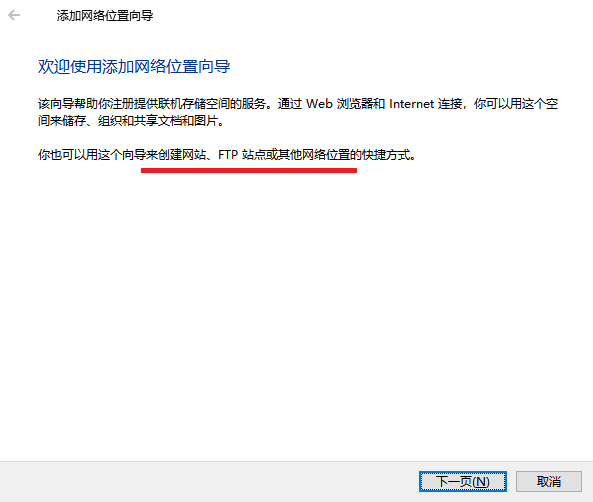 添加网络位置向导
欢迎使用添加网络位置向导
该向导帮助你注册提供联机存储空间的服务。通过 Web 浏览器和 Internet 连接，你可以用这个空
间来储存、组织和共享文档和图片。
你也可以用这个向导来创建网站、FTP 站点或其他网络位置的快捷方式。
下一页(N)
取消